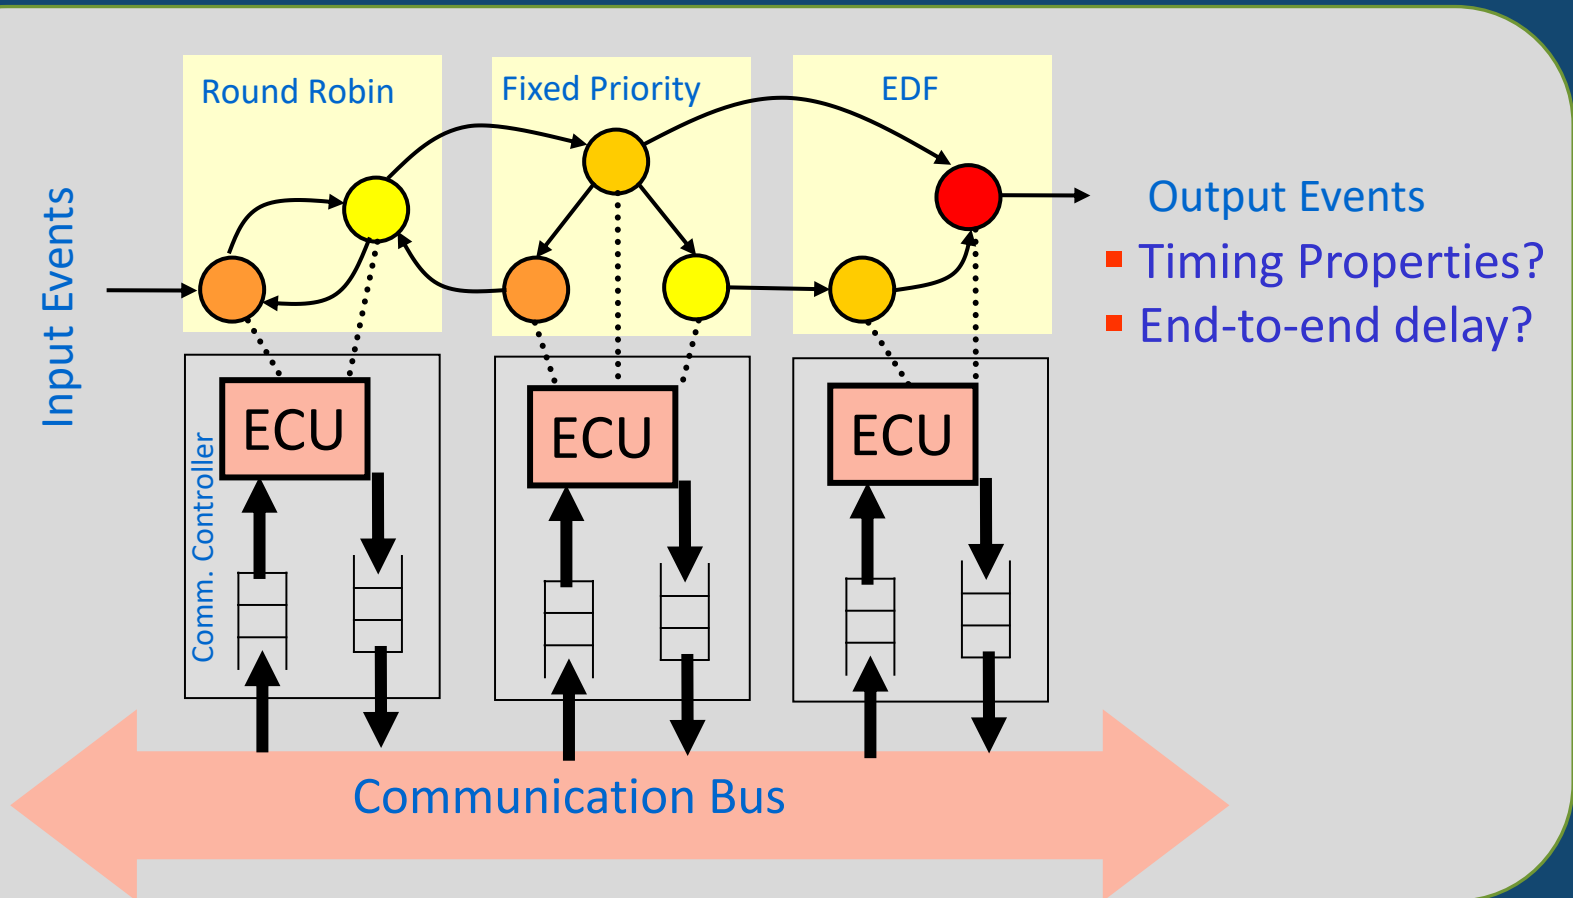 Round Robin
Fixed Priority
EDF
Input Events
Output Events
Timing Properties?
End-to-end delay?
ECU
ECU
ECU
Comm. Controller
Communication Bus